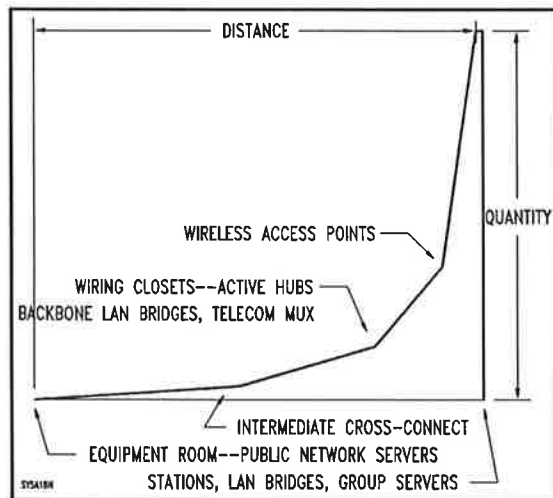 DISTANCE
QUANTITY
WIRELESS ACCESS POINTS
WIRING CLOSETS--ACTIVE HUBS
BACKBONE LAN BRIDGES, TELECOM MUX
INTERMEDIATE CROSS-CONNECT
EQUIPMENT ROOM--PUBLIC NETWORK SERVERS
STATIONS, LAN BRIDGES, GROUP SERVERS